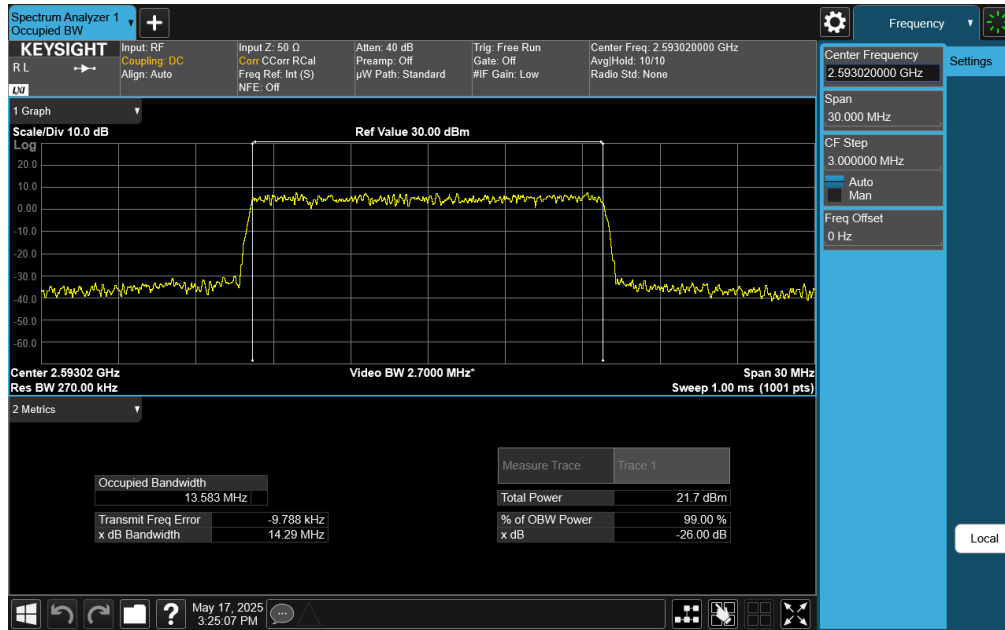 Spectrum Analyzer 1
Occupied BW
Frequency
KEYSIGHT
R L
LXI
Input: RF
Coupling: DC
Align: Auto
Input Z: 50 Ω
Corr CCorr RCal
Freq Ref: Int (S)
NFE: Off
Atten: 40 dB
Preamp: Off
µW Path: Standard
Trig: Free Run
Gate: Off
#IF Gain: Low
Center Freq: 2.593020000 GHz
Avg|Hold: 10/10
Radio Std: None
Center Frequency
2.593020000 GHz
Settings
Span
30.000 MHz
CF Step
3.000000 MHz
Auto
Man
Freq Offset
0 Hz
Local
1 Graph
Scale/Div 10.0 dB
Ref Value 30.00 dBm
Log
20.0
10.0
0.00
-10.0
-20.0
-30.0
-40.0
-50.0
-60.0
Center 2.59302 GHz
Video BW 2.7000 MHz*
Span 30 MHz
Res BW 270.00 kHz
Sweep 1.00 ms (1001 pts)
2 Metrics
Measure Trace
Trace 1
Occupied Bandwidth
13.583 MHz
Total Power
21.7 dBm
Transmit Freq Error
-9.788 kHz
% of OBW Power
99.00 %
x dB Bandwidth
14.29 MHz
x dB
-26.00 dB
May 17, 2025
3:25:07 PM